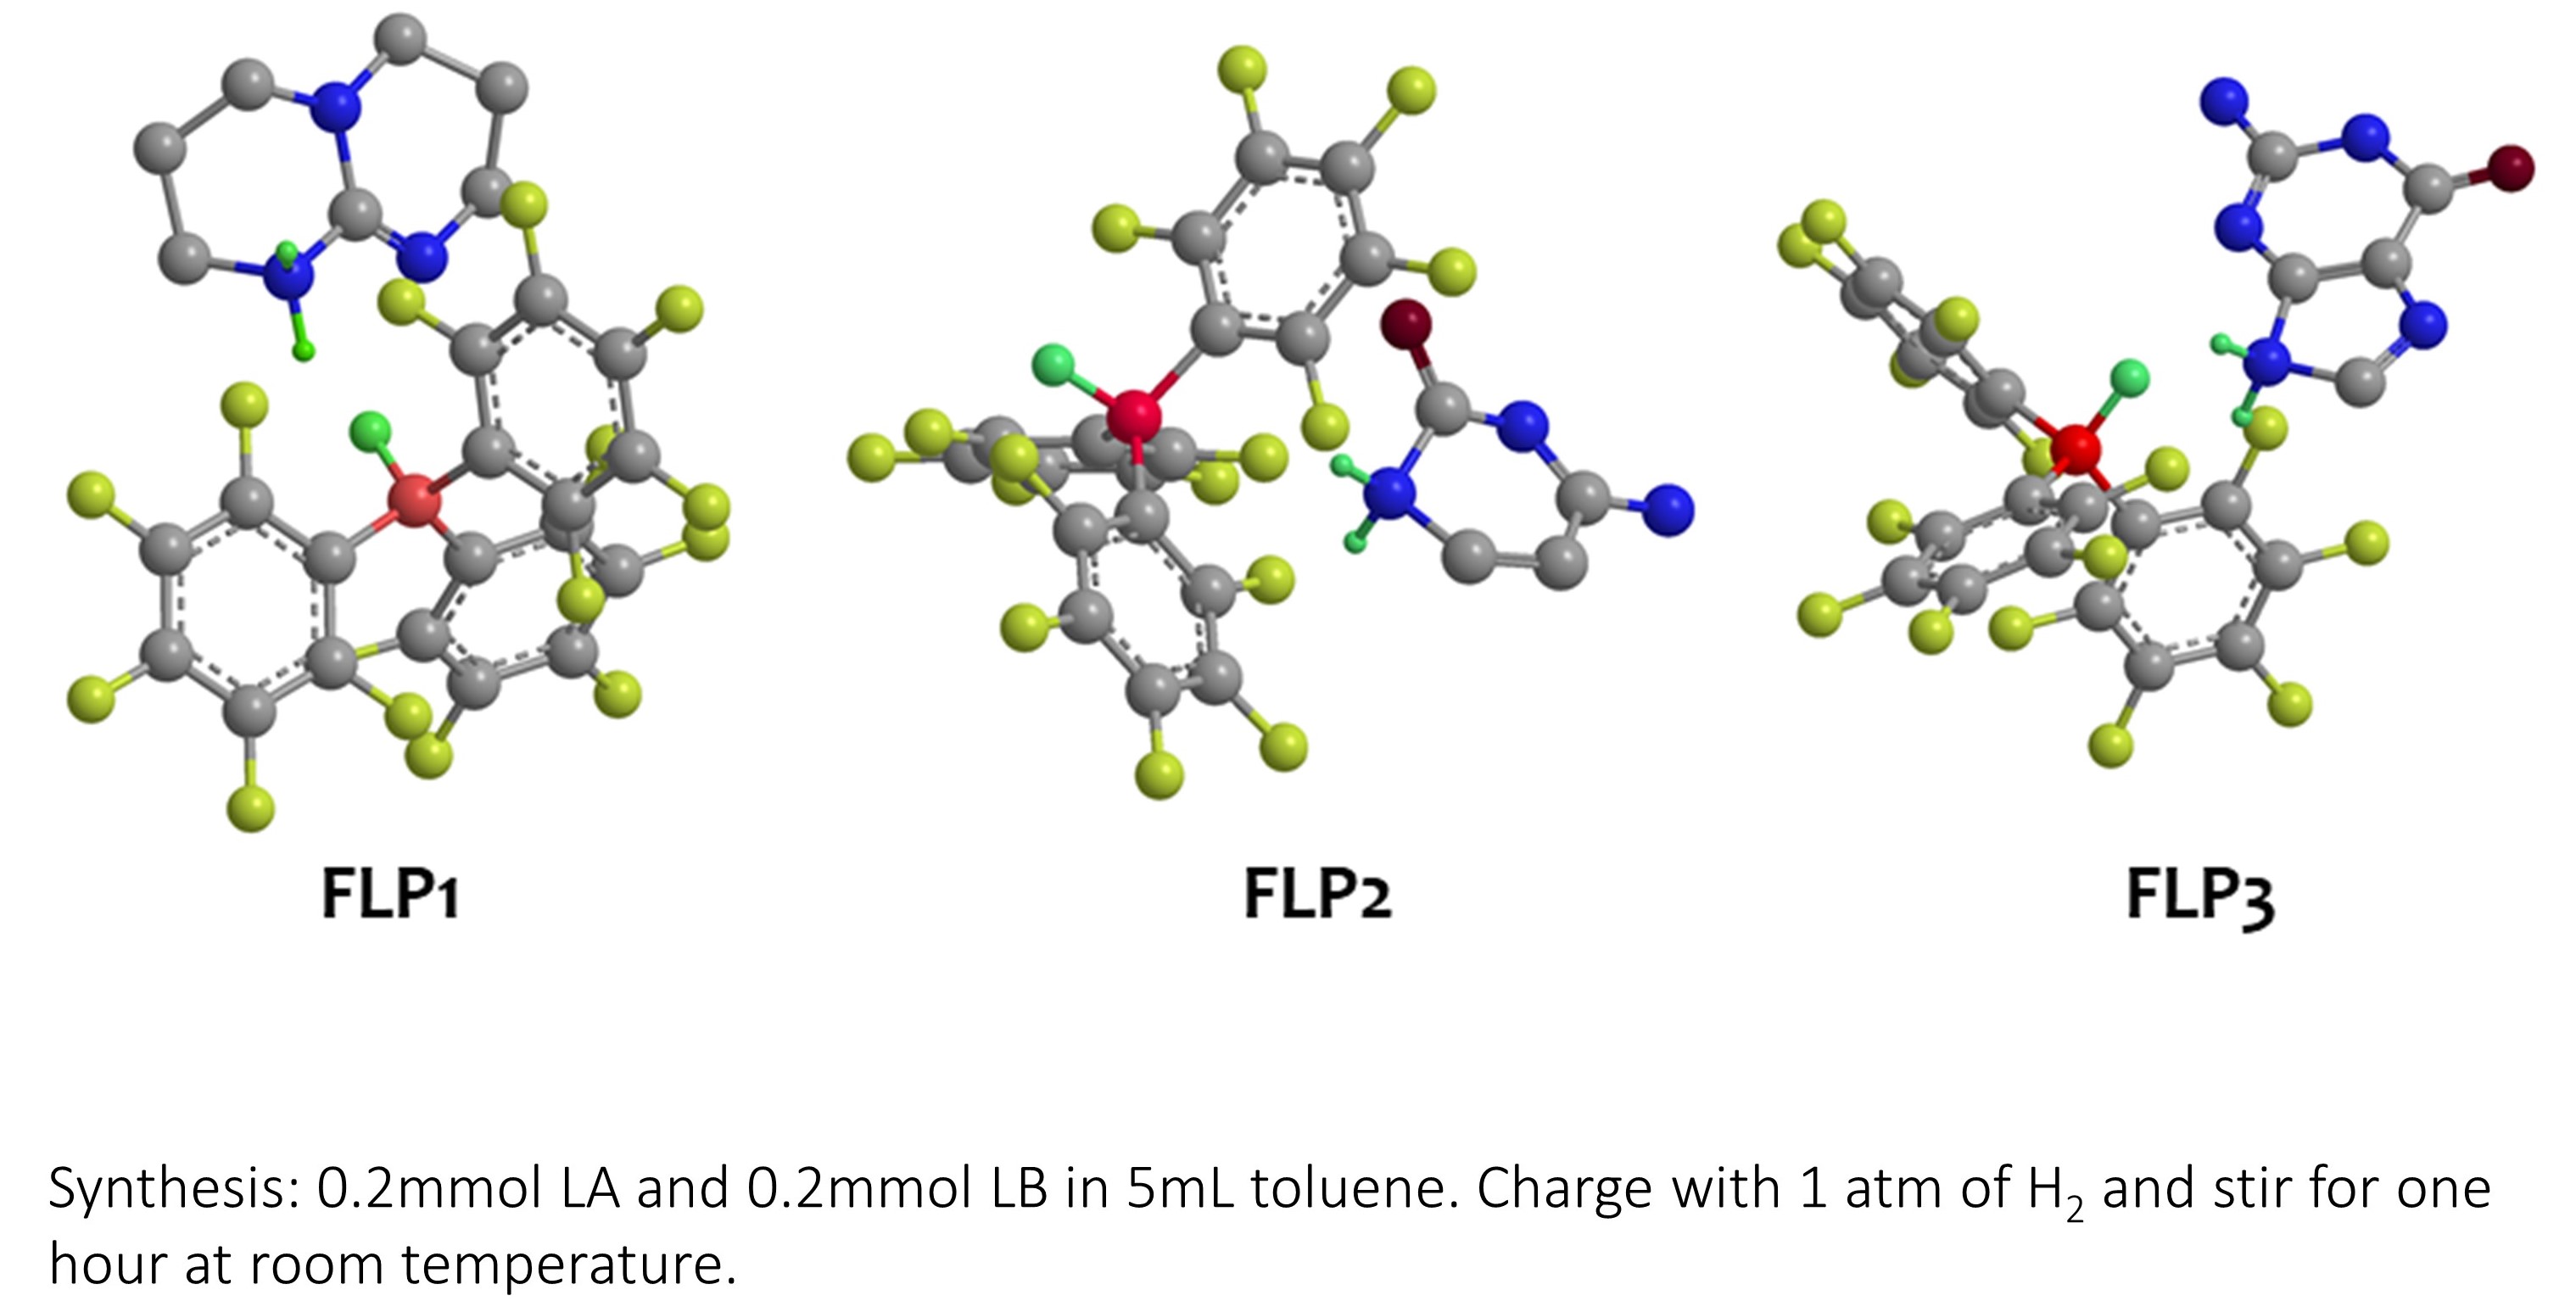 FLP1
FLP2
FLP3
Synthesis: 0.2mmol LA and 0.2mmol LB in 5mL toluene. Charge with 1 atm of H₂ and stir for one
hour at room temperature.